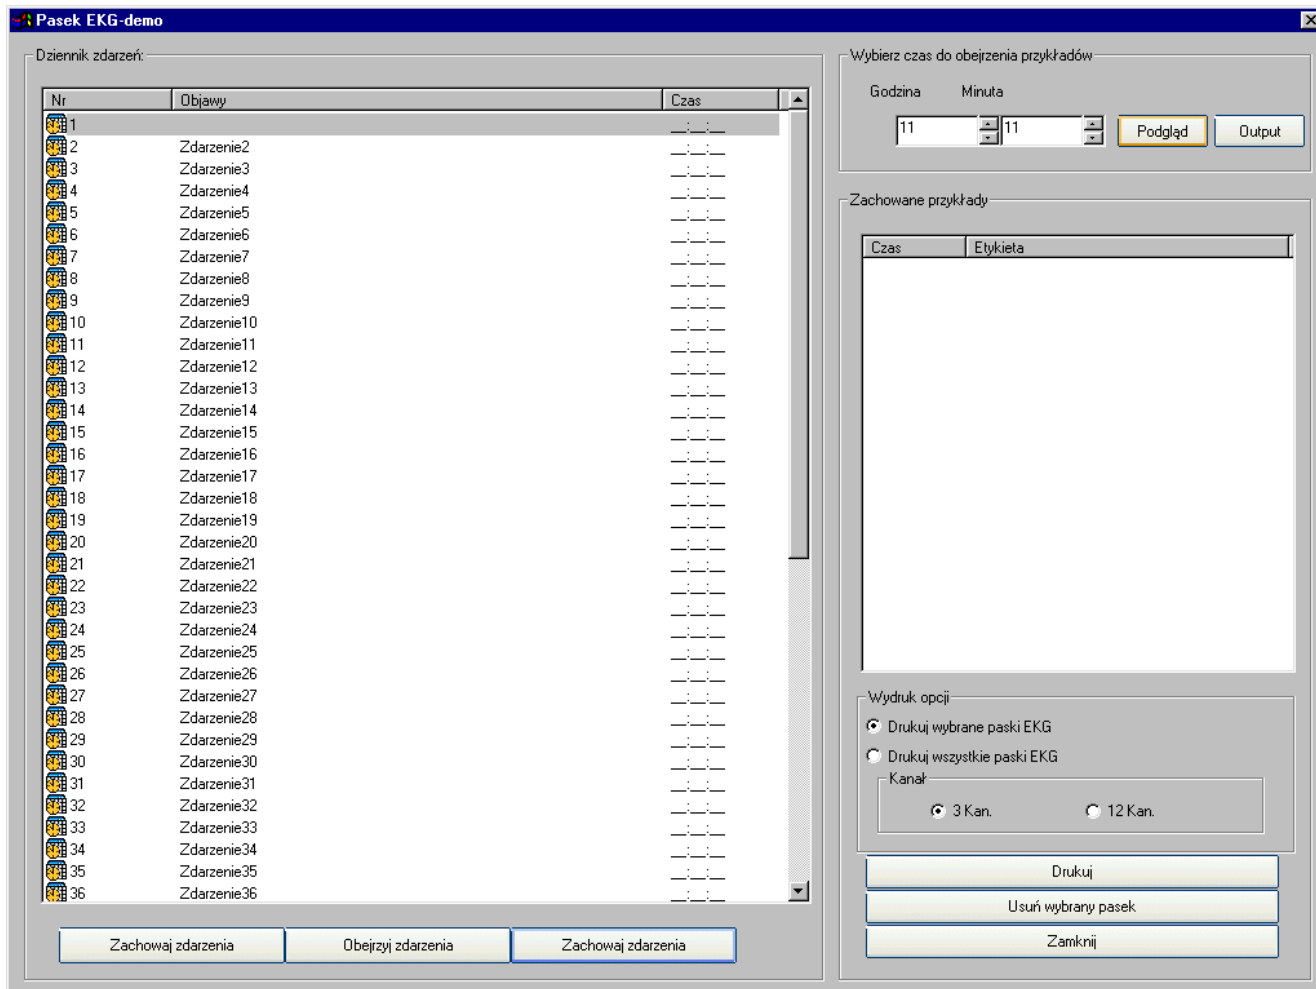 Pasek EKG-demo
Dziennik zdarzeń:
Nr Objawy Czas
1 __:__:__
2 Zdarzenie2 __:__:__
3 Zdarzenie3 __:__:__
4 Zdarzenie4 __:__:__
5 Zdarzenie5 __:__:__
6 Zdarzenie6 __:__:__
7 Zdarzenie7 __:__:__
8 Zdarzenie8 __:__:__
9 Zdarzenie9 __:__:__
10 Zdarzenie10 __:__:__
11 Zdarzenie11 __:__:__
12 Zdarzenie12 __:__:__
13 Zdarzenie13 __:__:__
14 Zdarzenie14 __:__:__
15 Zdarzenie15 __:__:__
16 Zdarzenie16 __:__:__
17 Zdarzenie17 __:__:__
18 Zdarzenie18 __:__:__
19 Zdarzenie19 __:__:__
20 Zdarzenie20 __:__:__
21 Zdarzenie21 __:__:__
22 Zdarzenie22 __:__:__
23 Zdarzenie23 __:__:__
24 Zdarzenie24 __:__:__
25 Zdarzenie25 __:__:__
26 Zdarzenie26 __:__:__
27 Zdarzenie27 __:__:__
28 Zdarzenie28 __:__:__
29 Zdarzenie29 __:__:__
30 Zdarzenie30 __:__:__
31 Zdarzenie31 __:__:__
32 Zdarzenie32 __:__:__
33 Zdarzenie33 __:__:__
34 Zdarzenie34 __:__:__
35 Zdarzenie35 __:__:__
36 Zdarzenie36 __:__:__
Zachowaj zdarzenia Obejrzyj zdarzenia Zachowaj zdarzenia
Wybierz czas do obejrzenia przykładów
Godzina Minuta
11 11 Podgląd Output
Zachowane przykłady
Czas Etykieta
Wydruk opcji
Drukuj wybrane paski EKG
Drukuj wszystkie paski EKG
Kanał
3 Kan. 12 Kan.
Drukuj
Usuń wybrany pasek
Zamknij